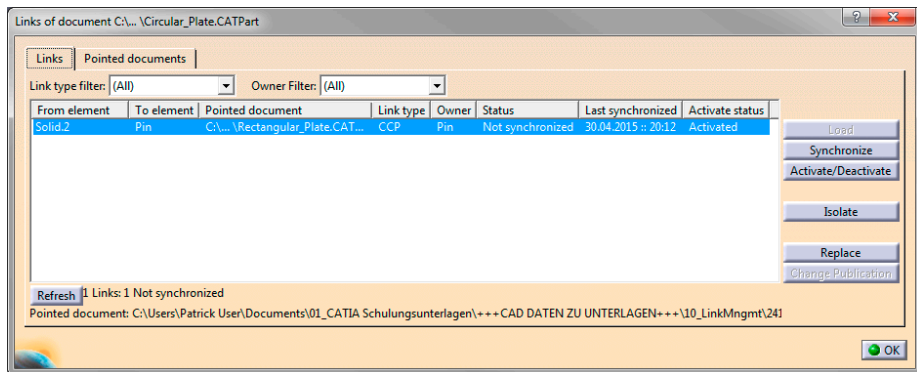 Links of document C:\... \Circular_Plate.CATPart
Links Pointed documents
Link type filter: (All) Owner Filter: (All)
From element To element Pointed document Link type Owner Status Last synchronized Activate status
Solid.2 Pin C:\... \Rectangular_Plate.CAT... CCP Pin Not synchronized 30.04.2015 :: 20:12 Activated
Load
Synchronize
Activate/Deactivate
Isolate
Replace
Change Publication
Refresh 1 Links: 1 Not synchronized
Pointed document: C:\Users\Patrick User\Documents\01_CATIA Schulungsunterlagen\+++CAD DATEN ZU UNTERLAGEN+++\10_LinkMngmt\241
OK